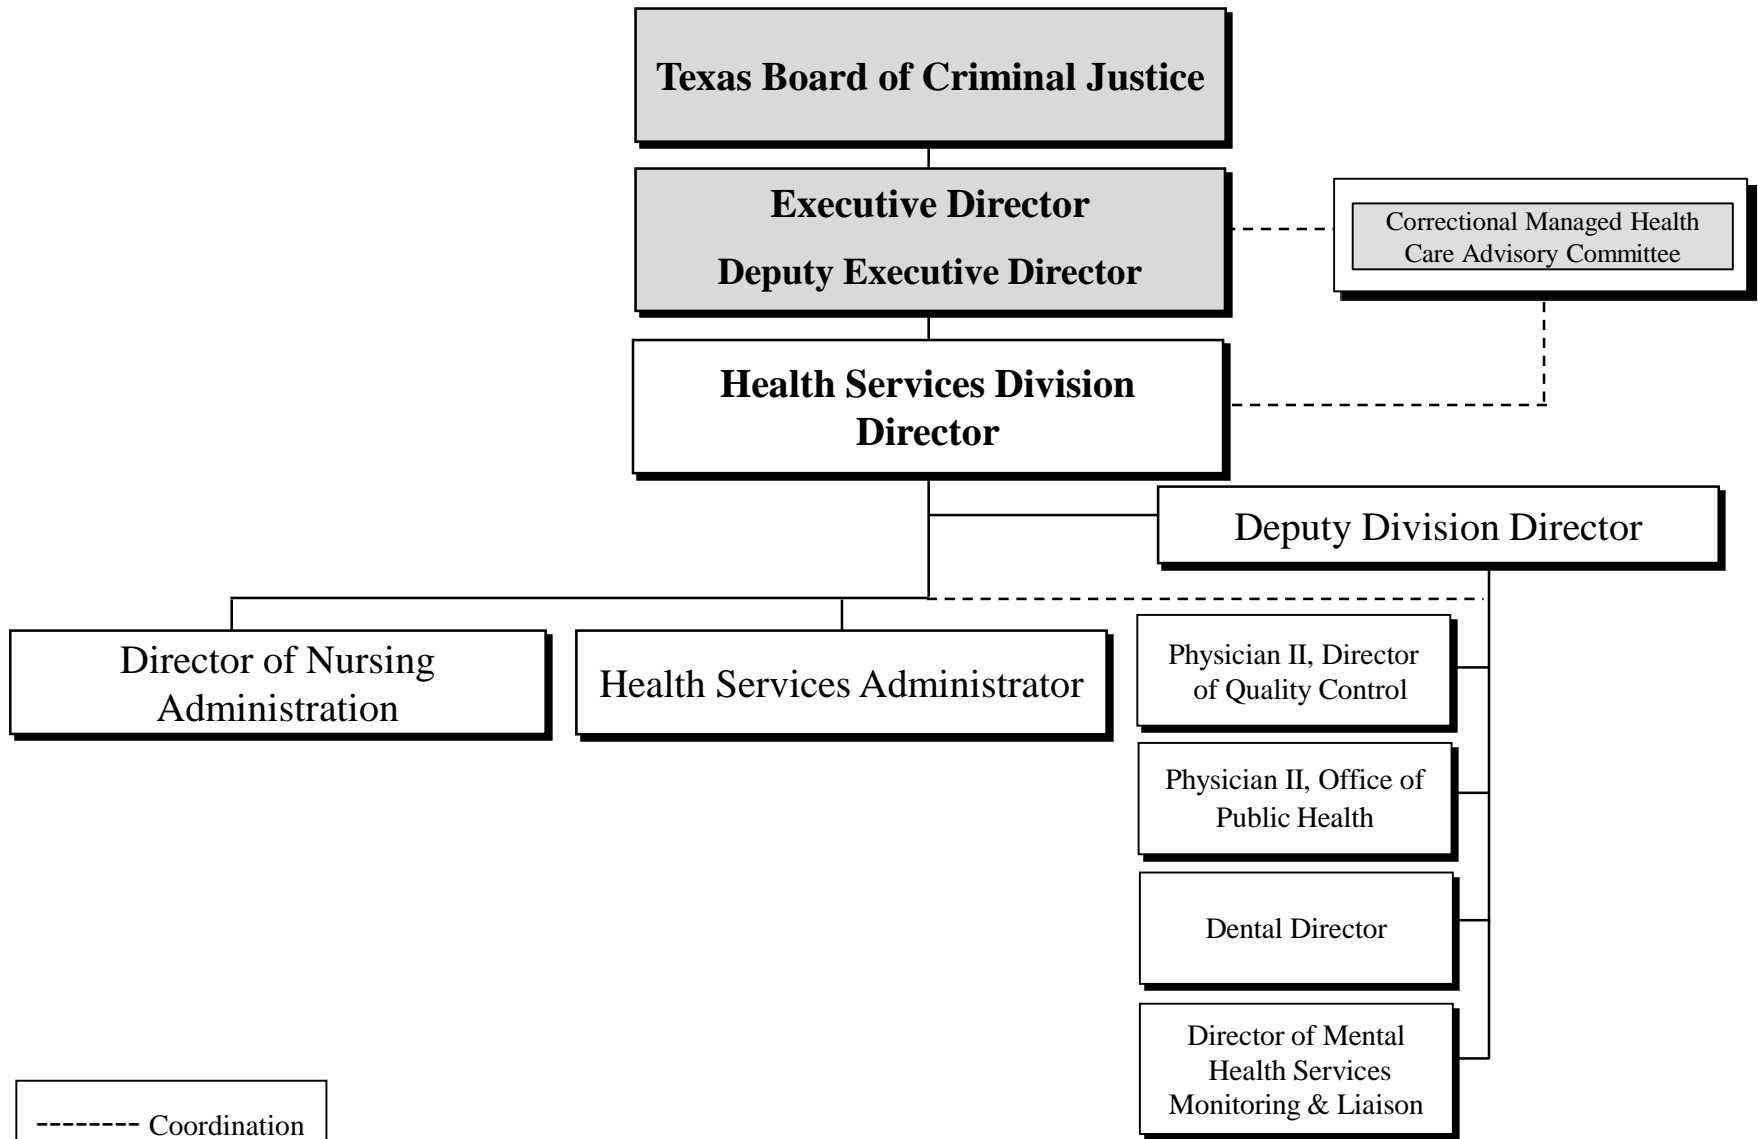 Texas Board of Criminal Justice
Executive Director
Deputy Executive Director
Correctional Managed Health
Care Advisory Committee
Health Services Division
Director
Deputy Division Director
Director of Nursing
Administration
Health Services Administrator
Physician II, Director
of Quality Control
Physician II, Office of
Public Health
Dental Director
Director of Mental
Health Services
Monitoring & Liaison
Coordination